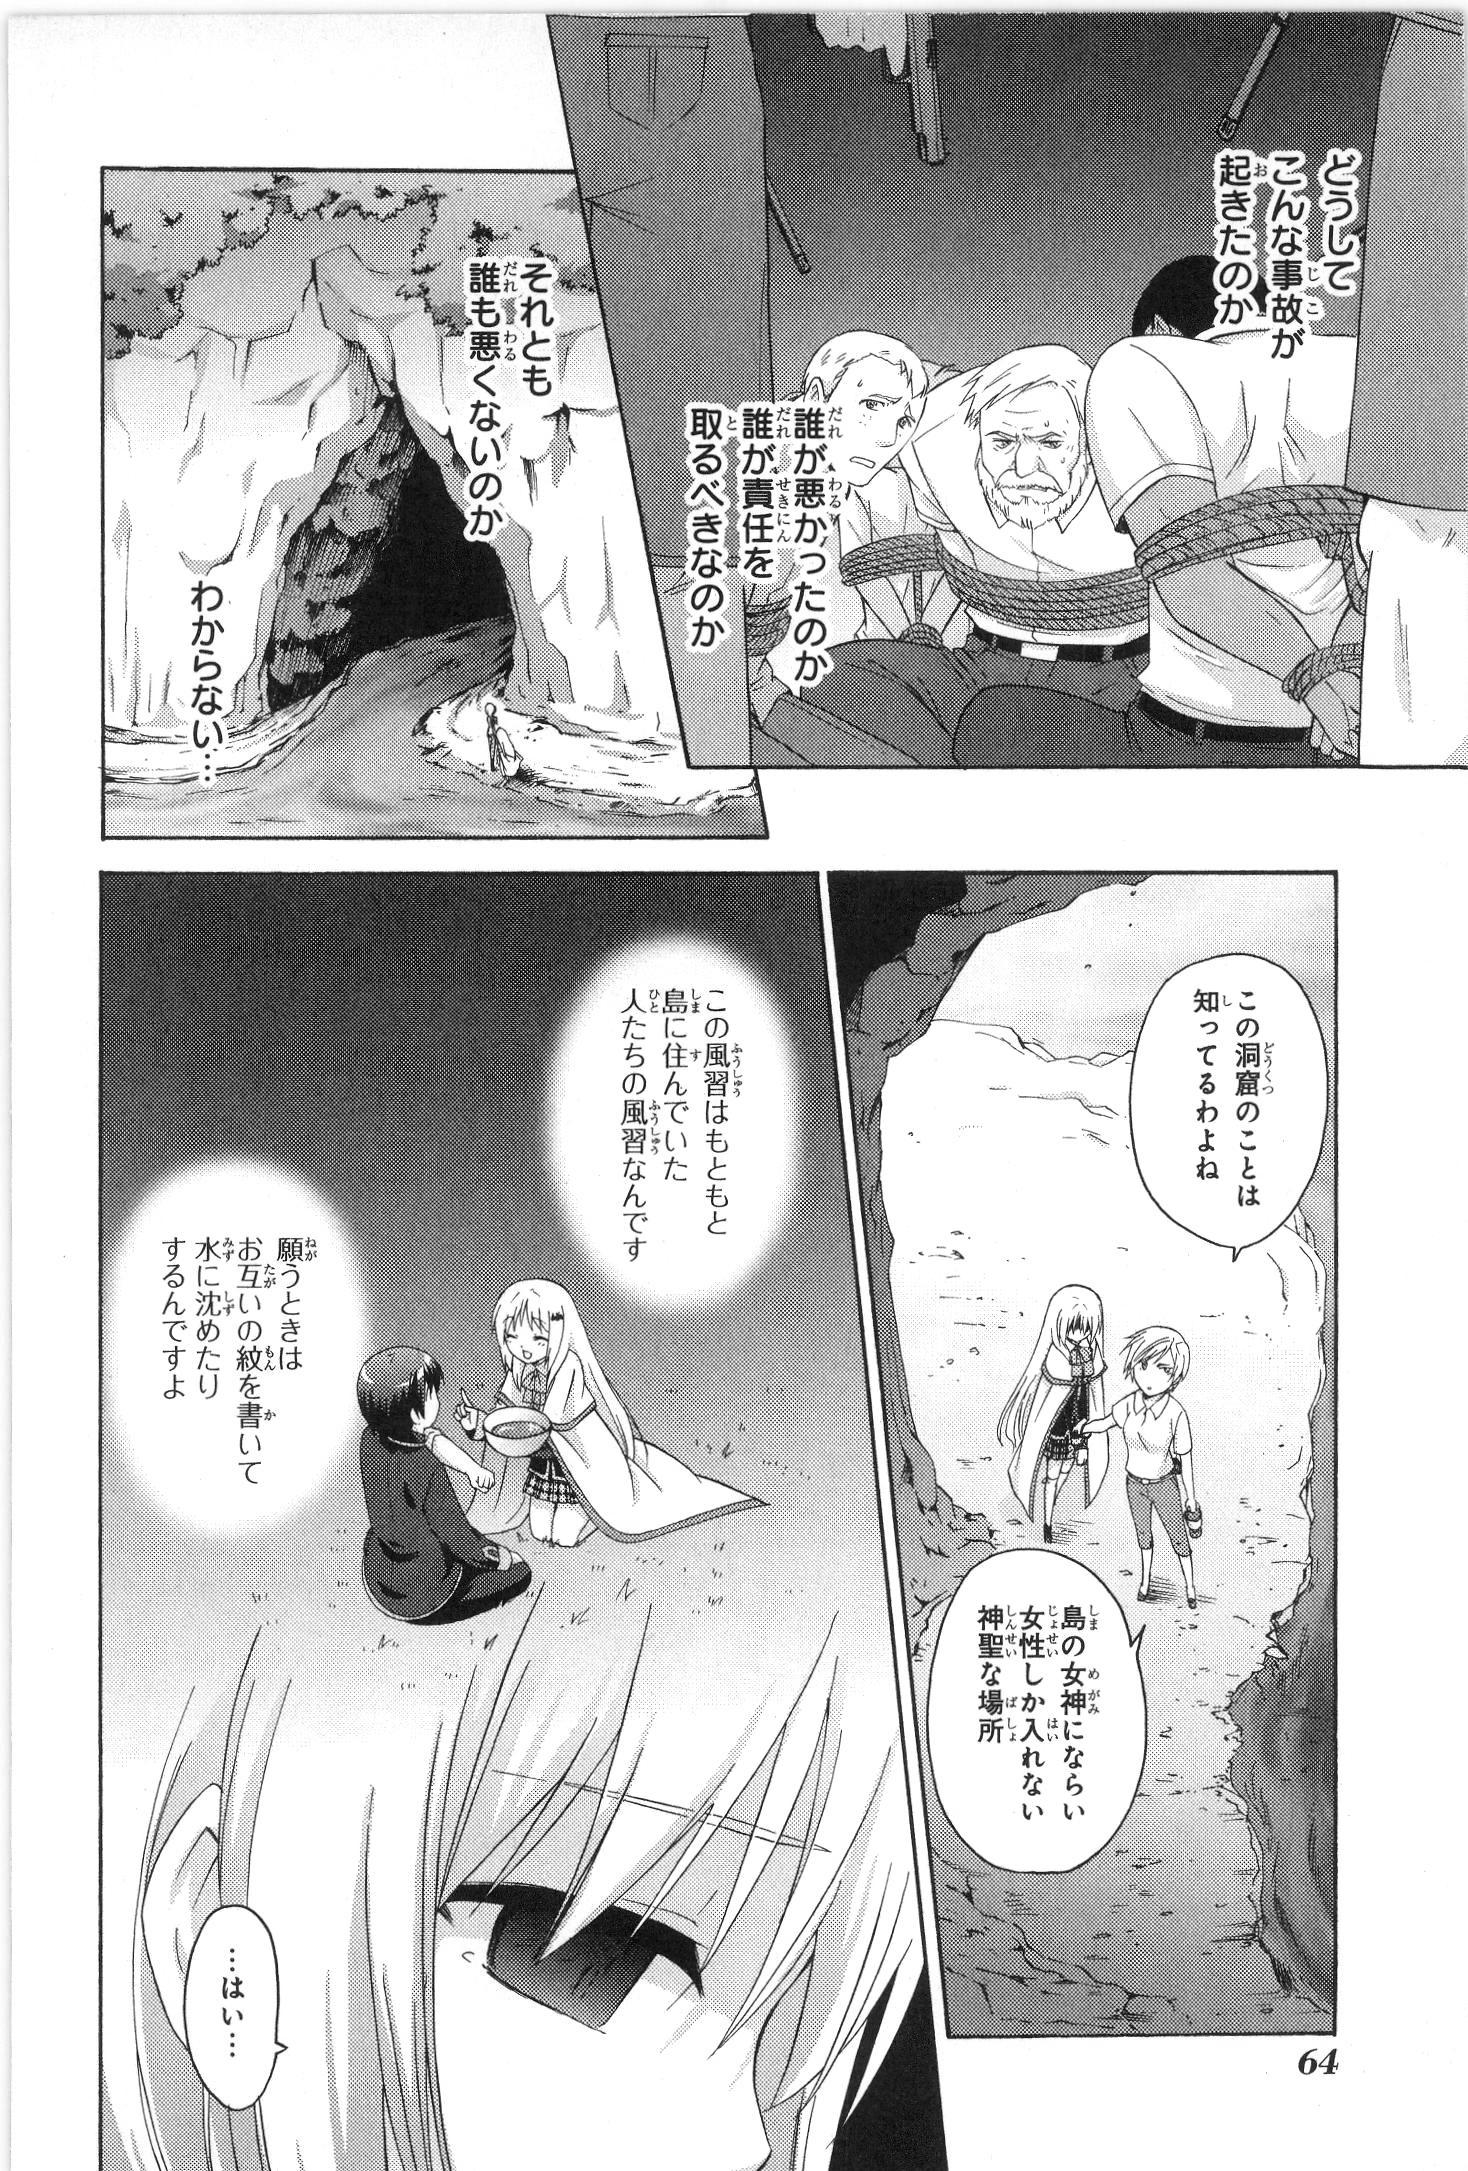 どうして
こんな事故が
起きたのか
誰が悪かったのか
誰が責任を
取るべきなのか
それとも
誰も悪くないのか
わからない…
この洞窟のことは
知ってるわよね
島の女神にならい
女性しか入れない
神聖な場所
この風習はもともと
島に住んでいた
人たちの風習なんです
願うときは
お互いの紋を書いて
水に沈めたり
するんですよ
…はい…
64